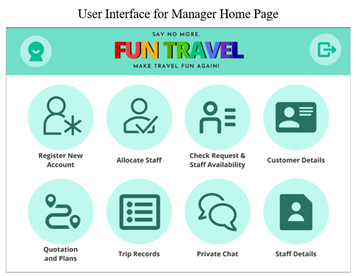 User Interface for Manager Home Page
SAY NO MORE.
FUN TRAVEL
MAKE TRAVEL FUN AGAIN!
Register New
Account
Allocate Staff
Check Request &
Staff Availability
Customer Details
Quotation
and Plans
Trip Records
Private Chat
Staff Details